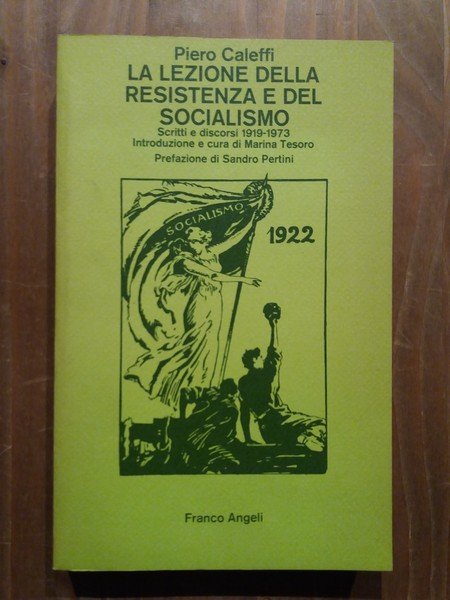 Piero Caleffi
LA LEZIONE DELLA
RESISTENZA E DEL
SOCIALISMO
Scritti e discorsi 1919-1973
Introduzione e cura di Marina Tesoro
Prefazione di Sandro Pertini
SOCIALISMO
1922
Franco Angeli